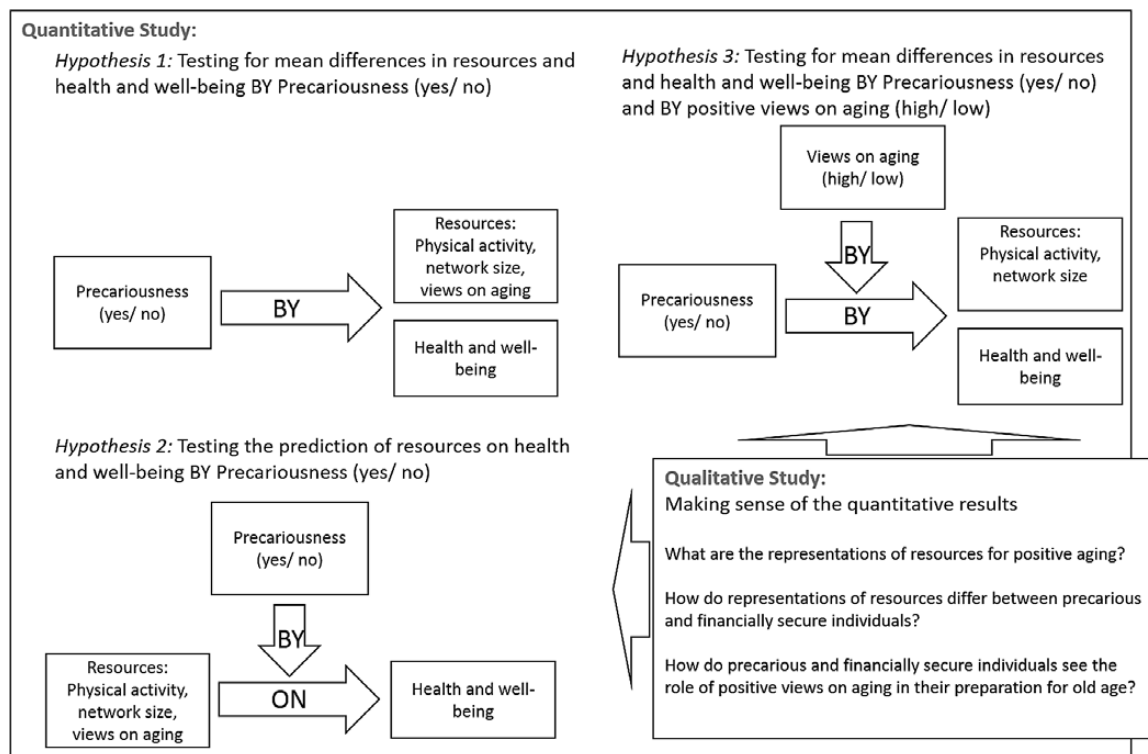 Quantitative Study:
Hypothesis 1: Testing for mean differences in resources and
health and well-being BY Precariousness (yes/ no)
Precariousness
(yes/ no)
BY
Resources:
Physical activity,
network size,
views on aging
Health and well-
being
Hypothesis 2: Testing the prediction of resources on health
and well-being BY Precariousness (yes/ no)
Precariousness
(yes/ no)
BY
Resources:
Physical activity,
network size,
views on aging
ON
Health and well-
being
Hypothesis 3: Testing for mean differences in resources
and health and well-being BY Precariousness (yes/ no)
and BY positive views on aging (high/ low)
Views on aging
(high/ low)
BY
Precariousness
(yes/ no)
BY
Resources:
Physical activity,
network size
Health and well-
being
Qualitative Study:
Making sense of the quantitative results
What are the representations of resources for positive aging?
How do representations of resources differ between precarious
and financially secure individuals?
How do precarious and financially secure individuals see the
role of positive views on aging in their preparation for old age?